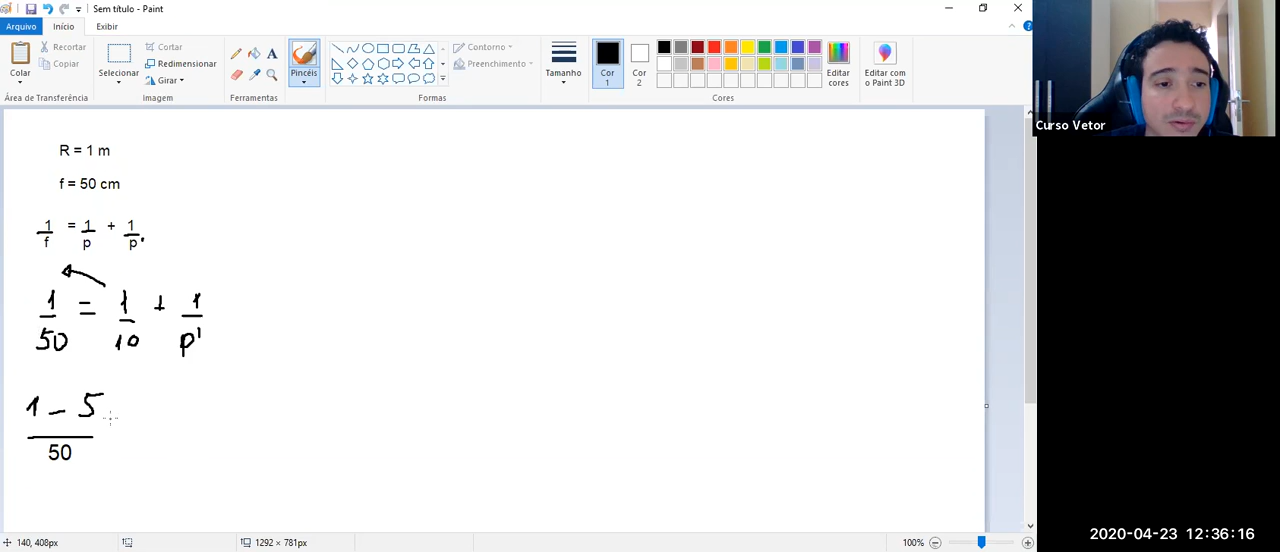 Sem título - Paint
Arquivo Início Exibir
Colar
Recortar
Copiar
Área de Transferência
Selecionar
Cortar
Redimensionar
Girar
Imagem
A
Ferramentas
Pincéis
Contorno
Preenchimento
Formas
Tamanho
Cor 1
Cor 2
Editar cores
Cores
Editar com o Paint 3D
Curso Vetor
R = 1 m
f = 50 cm
1/f = 1/p + 1/p'
1/50 = 1/10 + 1/p'
1 - 5
50
140, 408px
1292 × 781px
100%
2020-04-23 12:36:16